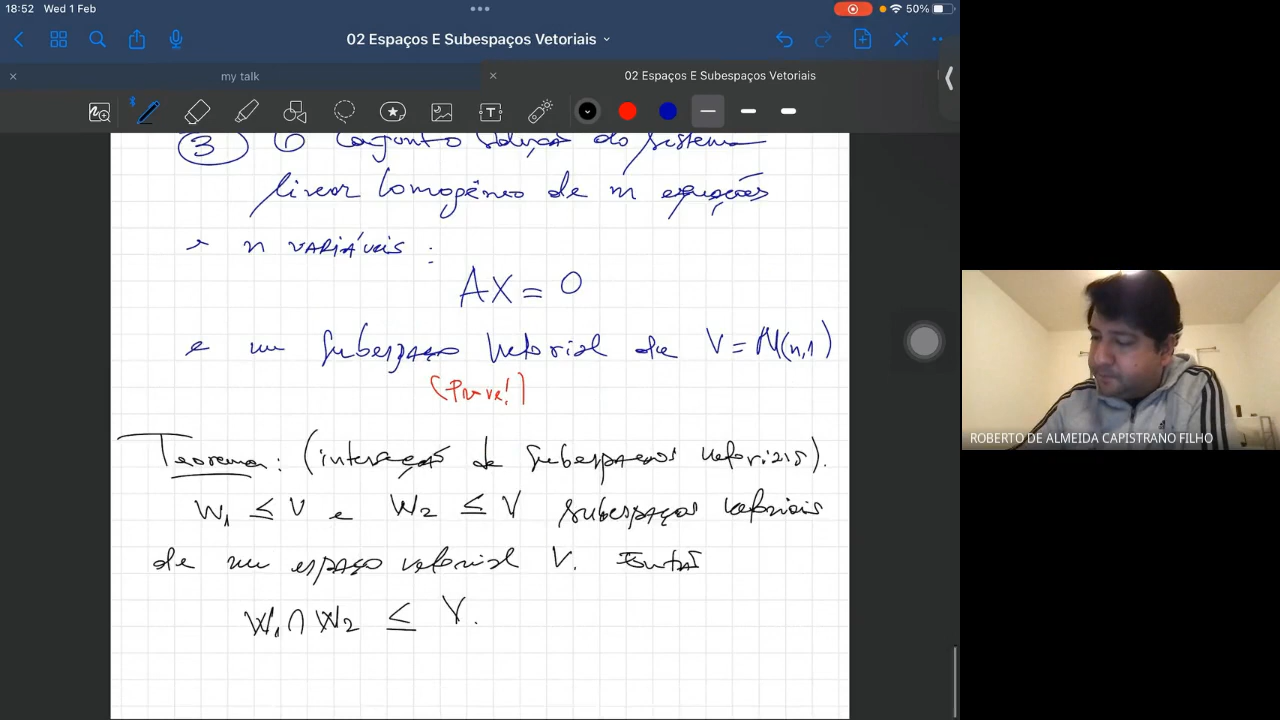 18:52 Wed 1 Feb
50%
02 Espaços E Subespaços Vetoriais
my talk
02 Espaços E Subespaços Vetoriais
③ O conjunto solução do sistema
linear homogêneo de m equações
e n VARIÁVEIS :
AX = 0
e um subespaço vetorial de V = M(n,1)
(Prove!)
Teorema: (interseção de subespaços vetoriais).
W₁ ≤ V e W₂ ≤ V subespaços vetoriais
de um espaço vetorial V. Então
W₁ ∩ W₂ ≤ V.
ROBERTO DE ALMEIDA CAPISTRANO FILHO